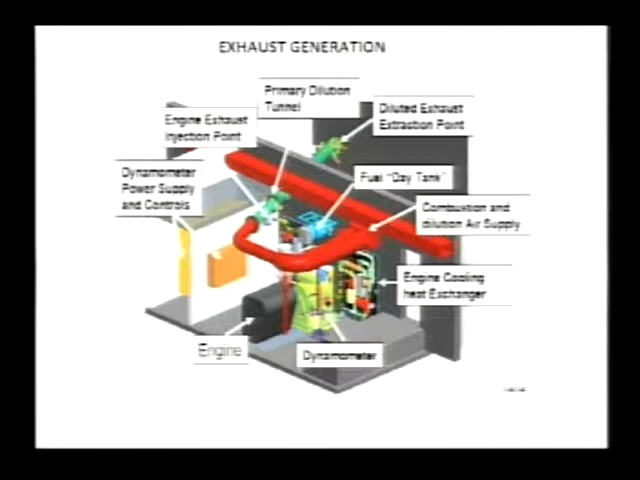 EXHAUST GENERATION
Primary Dilution
Tunnel
Engine Exhaust
Injection Point
Diluted Exhaust
Extraction Point
Dynamometer
Power Supply
and Controls
Fuel "Day Tank"
Combustion and
dilution Air Supply
Engine Cooling
heat Exchanger
Engine
Dynamometer